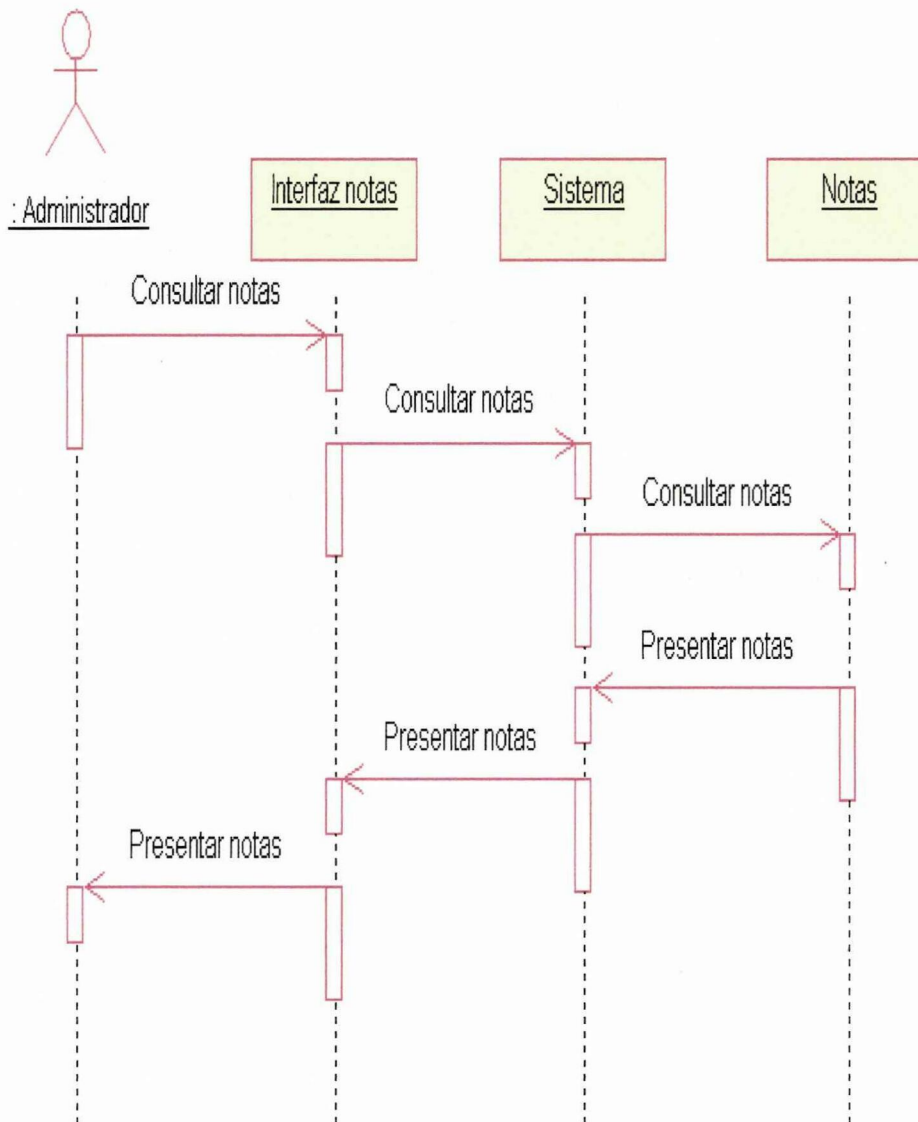 : Administrador
Interfaz notas
Sistema
Notas
Consultar notas
Consultar notas
Consultar notas
Presentar notas
Presentar notas
Presentar notas